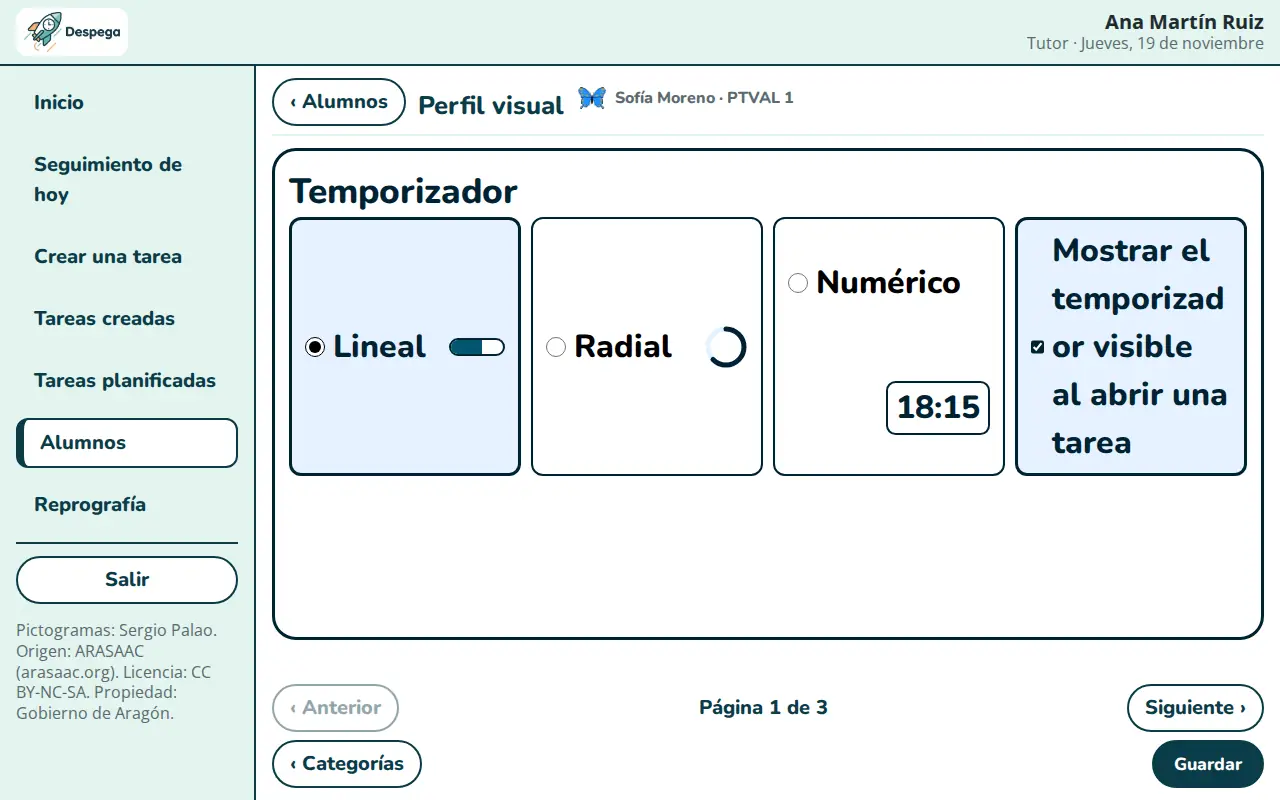 Despega
Ana Martín Ruiz
Tutor · Jueves, 19 de noviembre
Inicio
Seguimiento de
hoy
Crear una tarea
Tareas creadas
Tareas planificadas
Alumnos
Reprografía
Salir
Pictogramas: Sergio Palao.
Origen: ARASAAC
(arasaac.org). Licencia: CC
BY-NC-SA. Propiedad:
Gobierno de Aragón.
‹ Alumnos
Perfil visual
Sofía Moreno · PTVAL 1
Temporizador
Lineal
Radial
Numérico
18:15
Mostrar el
temporizad
or visible
al abrir una
tarea
‹ Anterior
Página 1 de 3
Siguiente ›
‹ Categorías
Guardar